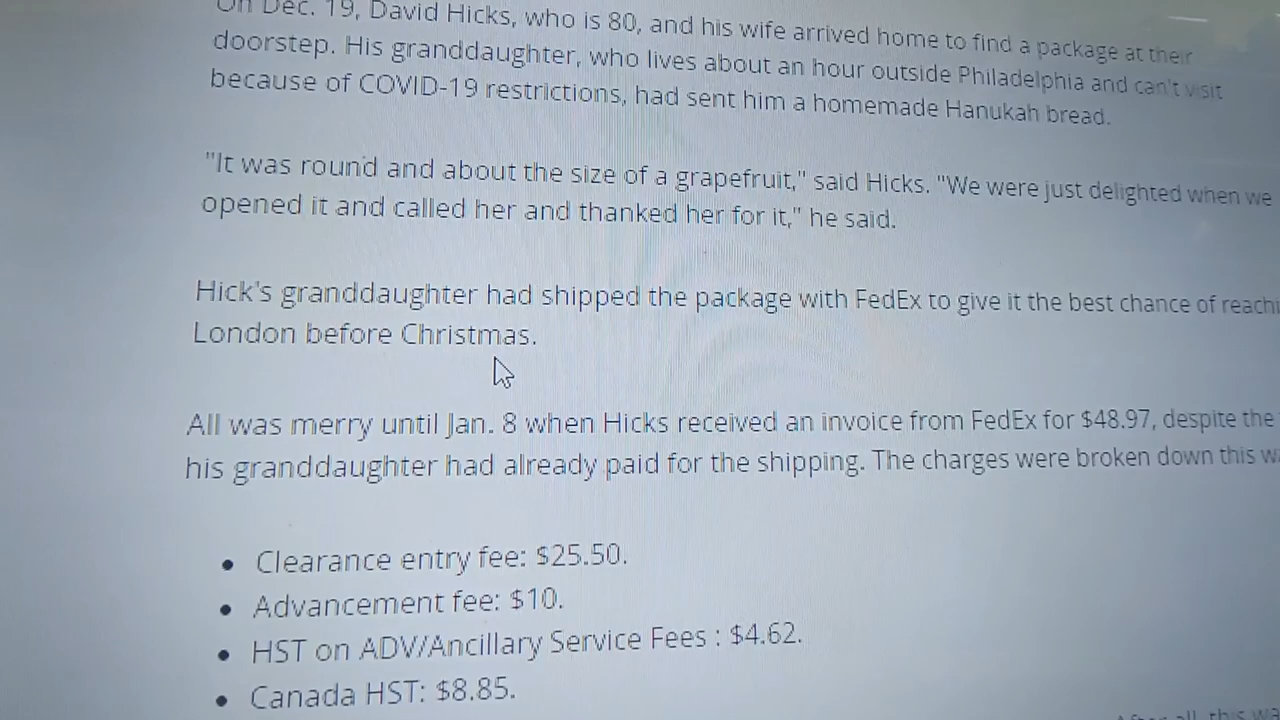 On Dec. 19, David Hicks, who is 80, and his wife arrived home to find a package at their
doorstep. His granddaughter, who lives about an hour outside Philadelphia and can't visit
because of COVID-19 restrictions, had sent him a homemade Hanukah bread.
"It was round and about the size of a grapefruit," said Hicks. "We were just delighted when we
opened it and called her and thanked her for it," he said.
Hick's granddaughter had shipped the package with FedEx to give it the best chance of reachi
London before Christmas.
All was merry until Jan. 8 when Hicks received an invoice from FedEx for $48.97, despite the
his granddaughter had already paid for the shipping. The charges were broken down this w
• Clearance entry fee: $25.50.
• Advancement fee: $10.
• HST on ADV/Ancillary Service Fees : $4.62.
• Canada HST: $8.85.